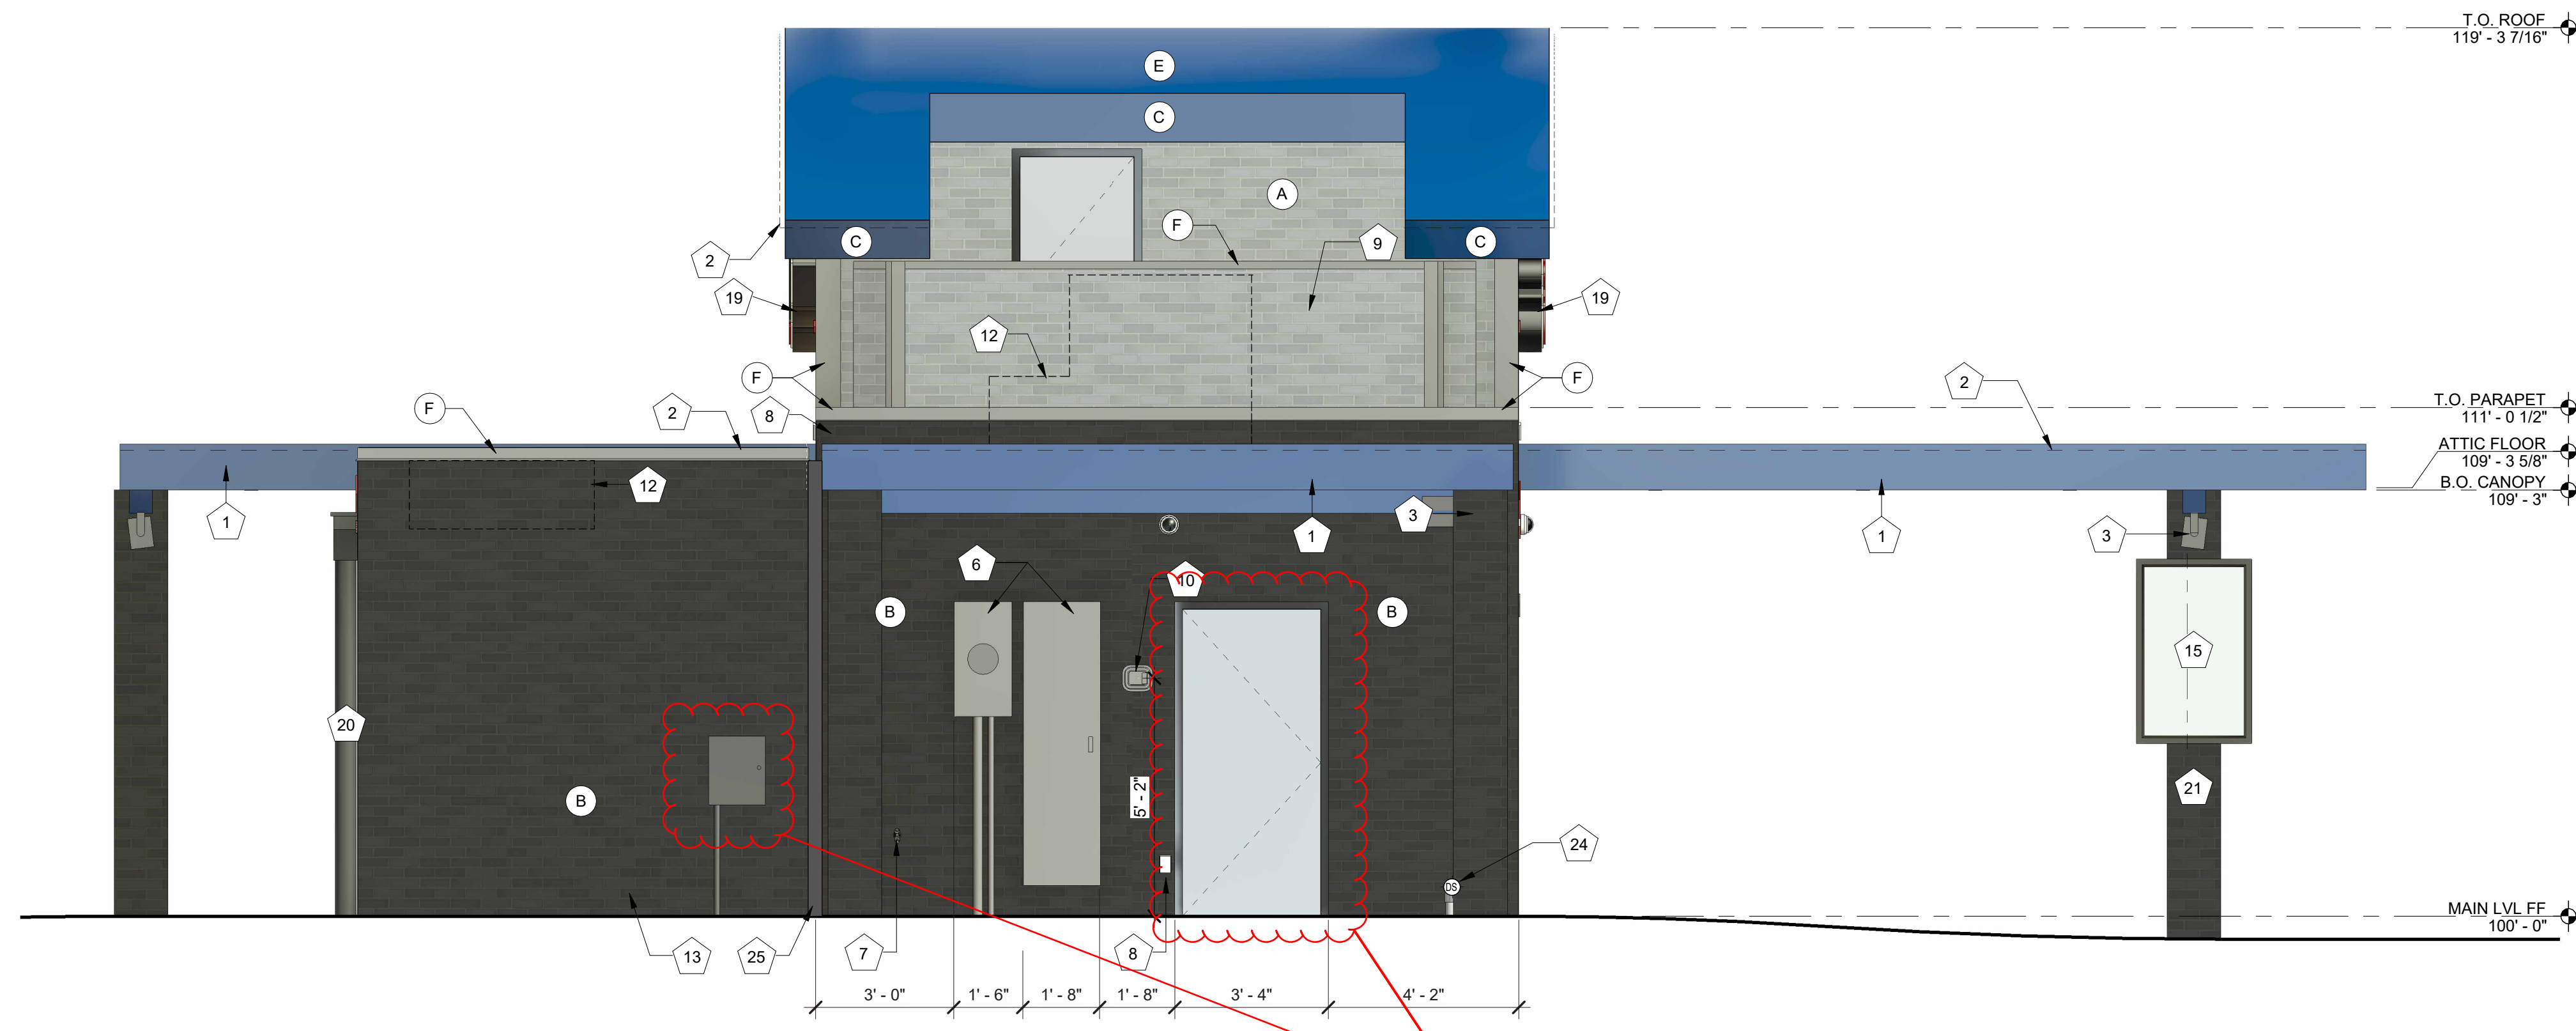 T.O. ROOF
119' - 3 7/16"
E
C
A
F
9
C
C
2
19
19
12
F
F
2
F
2
8
T.O. PARAPET
111' - 0 1/2"
ATTIC FLOOR
109' - 3 5/8"
B.O. CANOPY
109' - 3"
12
1
3
1
1
3
6
10
B
B
15
20
5' - 2"
B
21
24
DS
MAIN LVL FF
100' - 0"
13
25
7
8
3' - 0"
1' - 6"
1' - 8"
1' - 8"
3' - 4"
4' - 2"